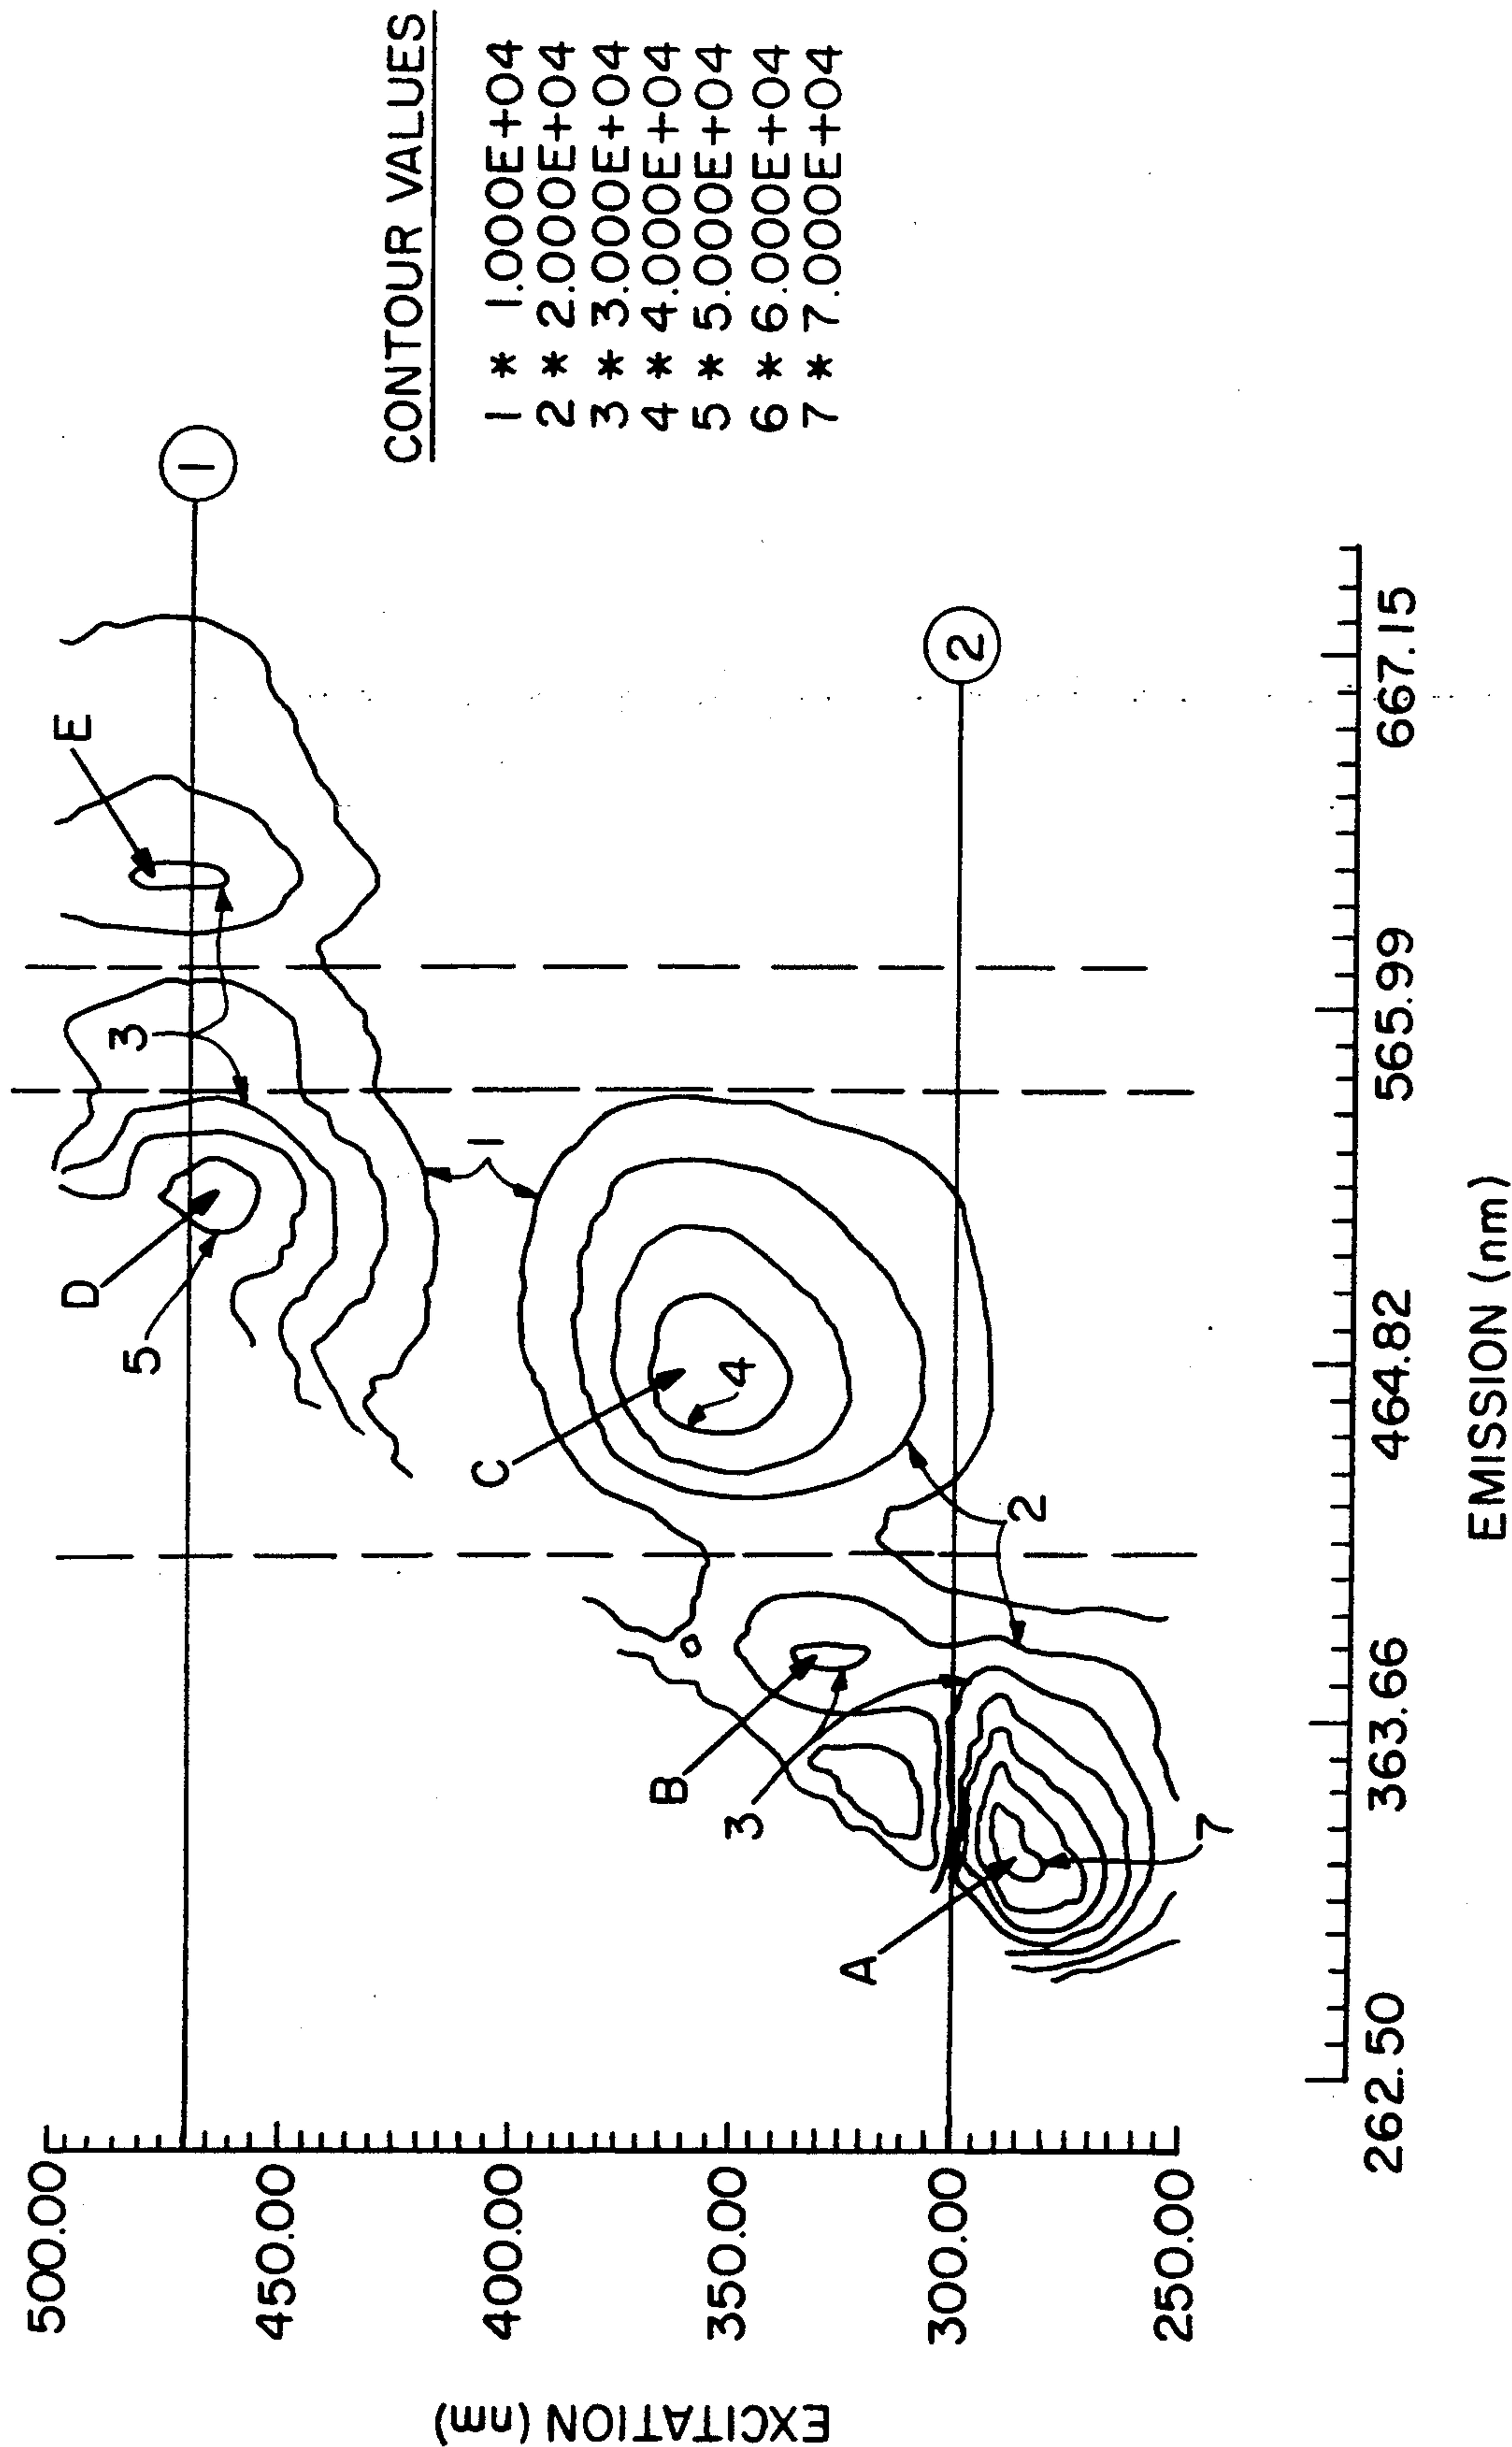 CONTOUR VALUES
1 * 1.000E+04
2 * 2.000E+04
3 * 3.000E+04
4 * 4.000E+04
5 * 5.000E+04
6 * 6.000E+04
7 * 7.000E+04
EXCITATION (nm)
500.00
450.00
400.00
350.00
300.00
250.00
1
2
E
3
D
5
1
C
4
2
B
3
A
7
262.50
363.66
464.82
565.99
667.15
EMISSION (nm)